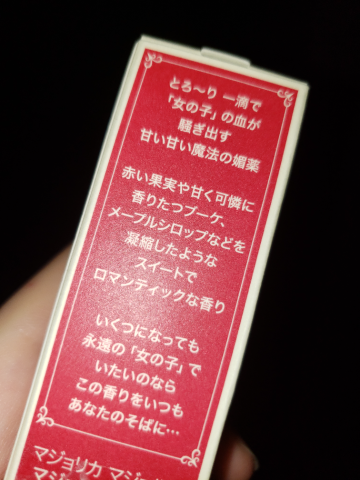 とろ～り 一滴で
「女の子」の血が
騒ぎ出す
甘い甘い魔法の媚薬
赤い果実や甘く可憐に
香りたつブーケ、
メープルシロップなどを
凝縮したような
スイートで
ロマンティックな香り
いくつになっても
永遠の「女の子」で
いたいのなら
この香りをいつも
あなたのそばに…
マジョリカ マジョ
マジ